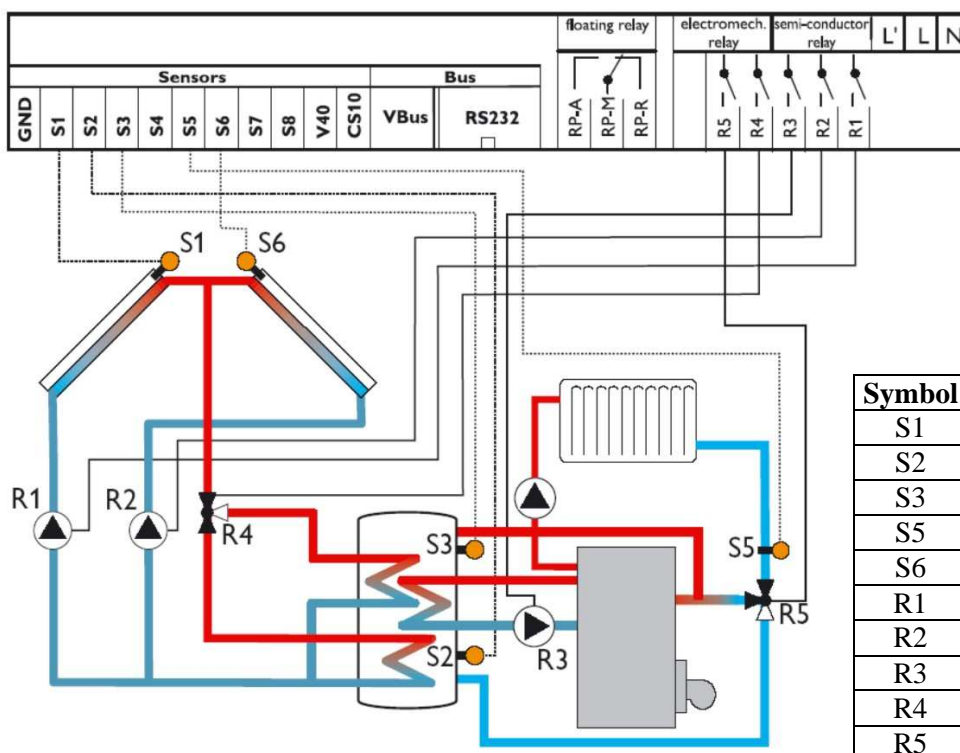 floating relay
electromech. relay
semi-conductor relay
L'
L
N
Sensors
Bus
GND
S1
S2
S3
S4
S5
S6
S7
S8
V40
CS10
VBus
RS232
RP-A
RP-M
RP-R
R5
R4
R3
R2
R1
S1
S6
R1
R2
R4
S3
S2
R3
S5
R5
Symbol
S1
S2
S3
S5
S6
R1
R2
R3
R4
R5